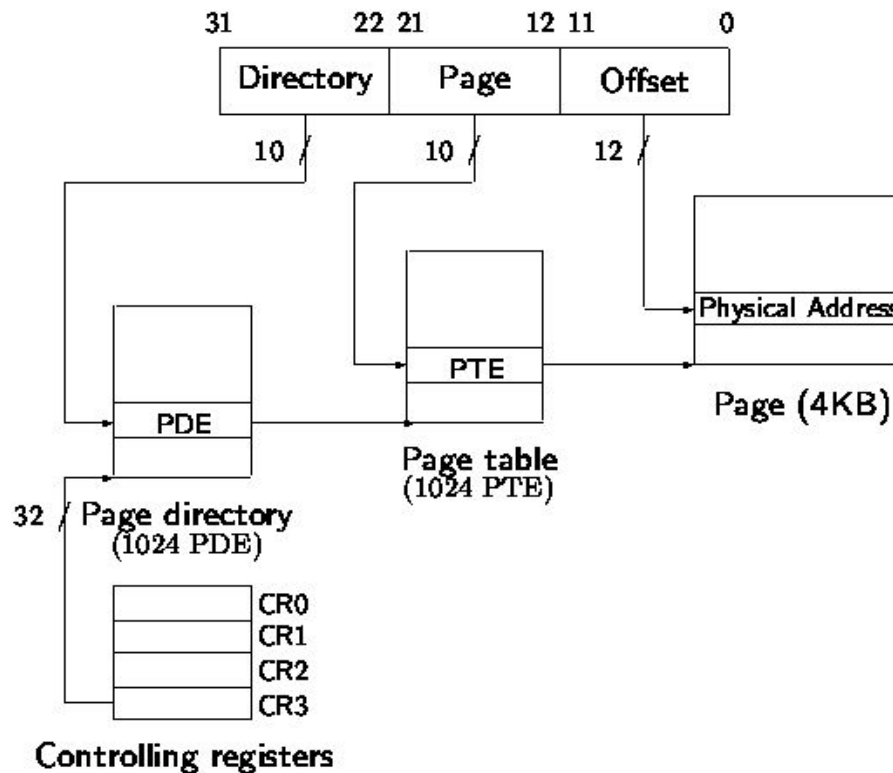 31 22 21 12 11 0
Directory Page Offset
10 10 12
Physical Address
PTE
Page (4KB)
PDE
Page table
(1024 PTE)
32 Page directory
(1024 PDE)
CR0
CR1
CR2
CR3
Controlling registers